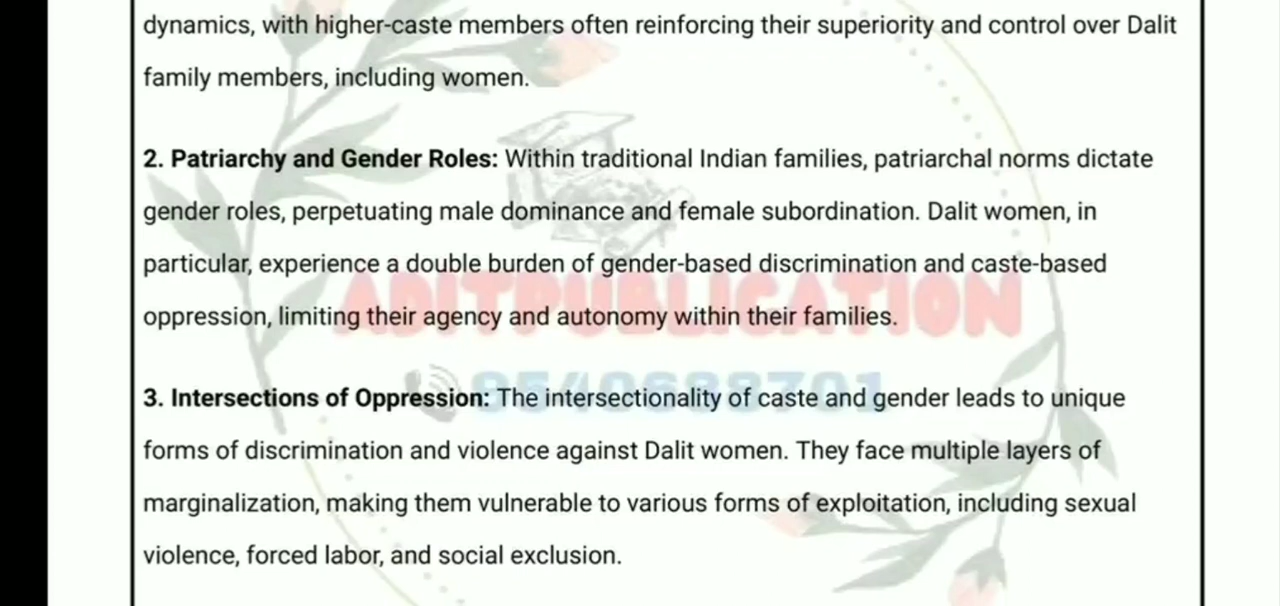 dynamics, with higher-caste members often reinforcing their superiority and control over Dalit
family members, including women.
2. Patriarchy and Gender Roles: Within traditional Indian families, patriarchal norms dictate
gender roles, perpetuating male dominance and female subordination. Dalit women, in
particular, experience a double burden of gender-based discrimination and caste-based
oppression, limiting their agency and autonomy within their families.
ADITPUBLICATION
9540688701
3. Intersections of Oppression: The intersectionality of caste and gender leads to unique
forms of discrimination and violence against Dalit women. They face multiple layers of
marginalization, making them vulnerable to various forms of exploitation, including sexual
violence, forced labor, and social exclusion.